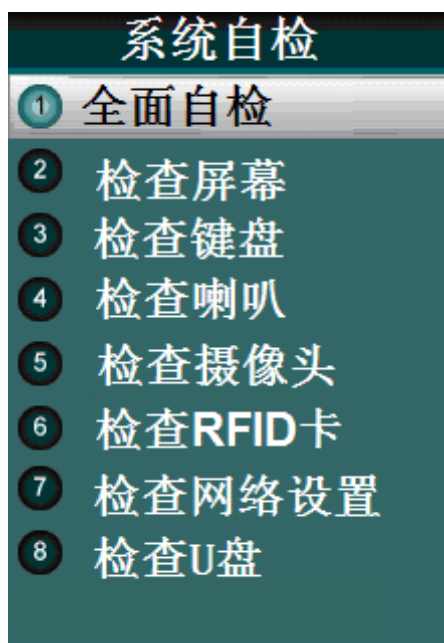 系统自检
1 全面自检
2 检查屏幕
3 检查键盘
4 检查喇叭
5 检查摄像头
6 检查RFID卡
7 检查网络设置
8 检查U盘